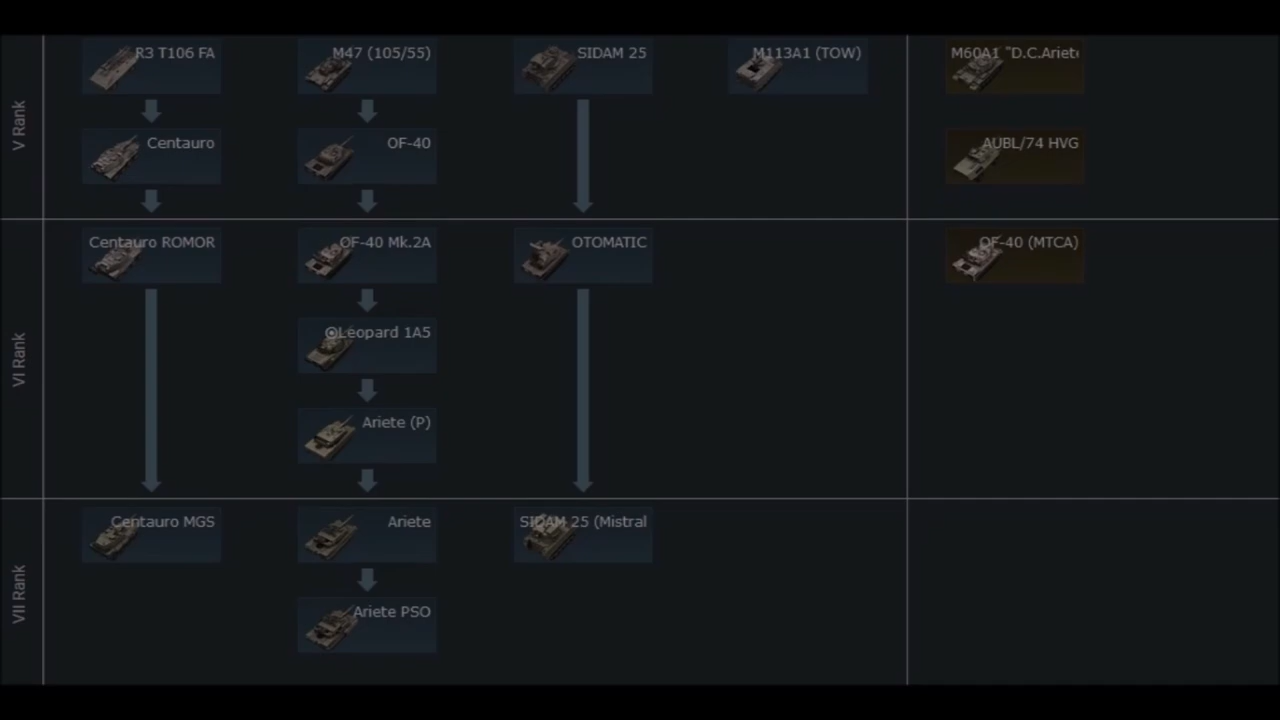 V Rank
R3 T106 FA
M47 (105/55)
SIDAM 25
M113A1 (TOW)
M60A1 "D.C.Ariete
Centauro
OF-40
AUBL/74 HVG
VI Rank
Centauro ROMOR
OF-40 Mk.2A
OTOMATIC
OF-40 (MTCA)
Leopard 1A5
Ariete (P)
VII Rank
Centauro MGS
Ariete
SIDAM 25 (Mistral
Ariete PSO